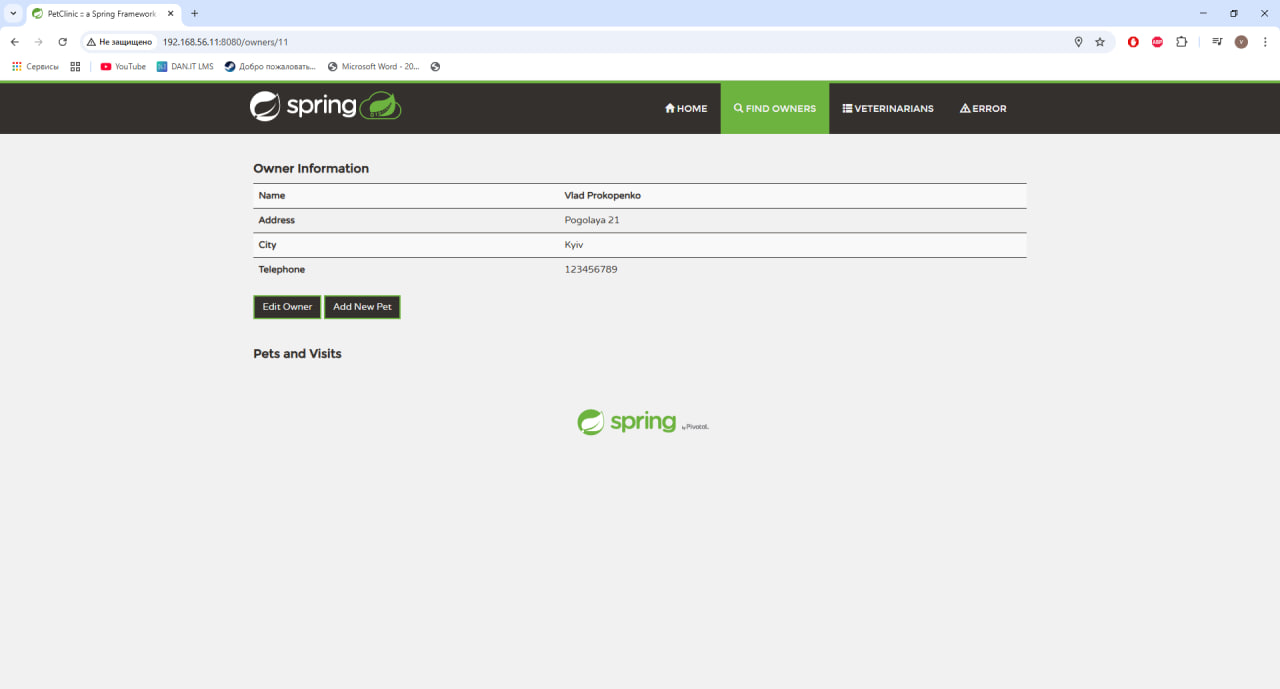 PetClinic :: a Spring Framework
Не защищено 192.168.56.11:8080/owners/11
Сервисы YouTube DAN.IT LMS Добро пожаловать... Microsoft Word - 20...
spring HOME FIND OWNERS VETERINARIANS ERROR
Owner Information
Name Vlad Prokopenko
Address Pogolaya 21
City Kyiv
Telephone 123456789
Edit Owner Add New Pet
Pets and Visits
spring by Pivotal.